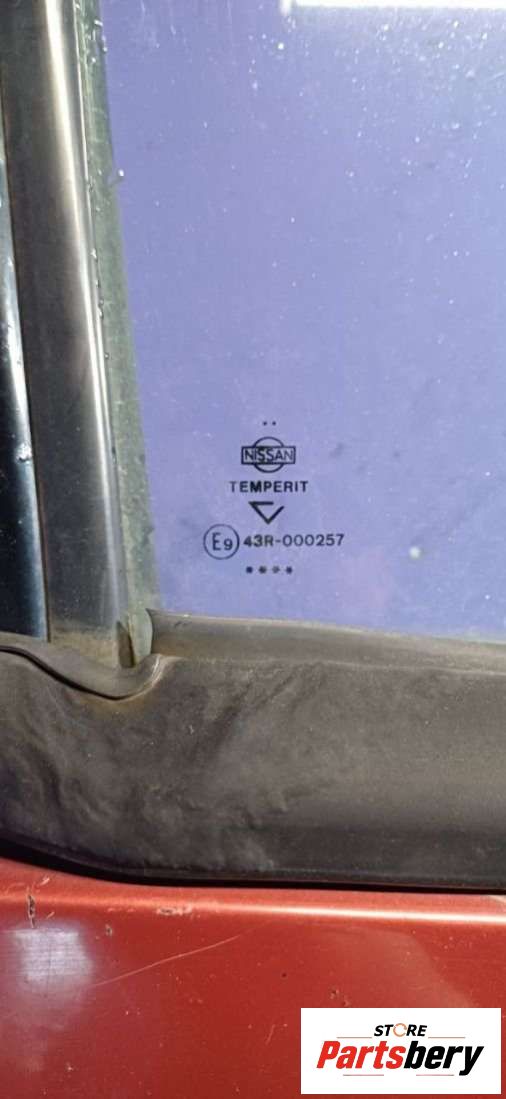 NISSAN
TEMPERIT
E9 43R-000257
STORE
Partsbery